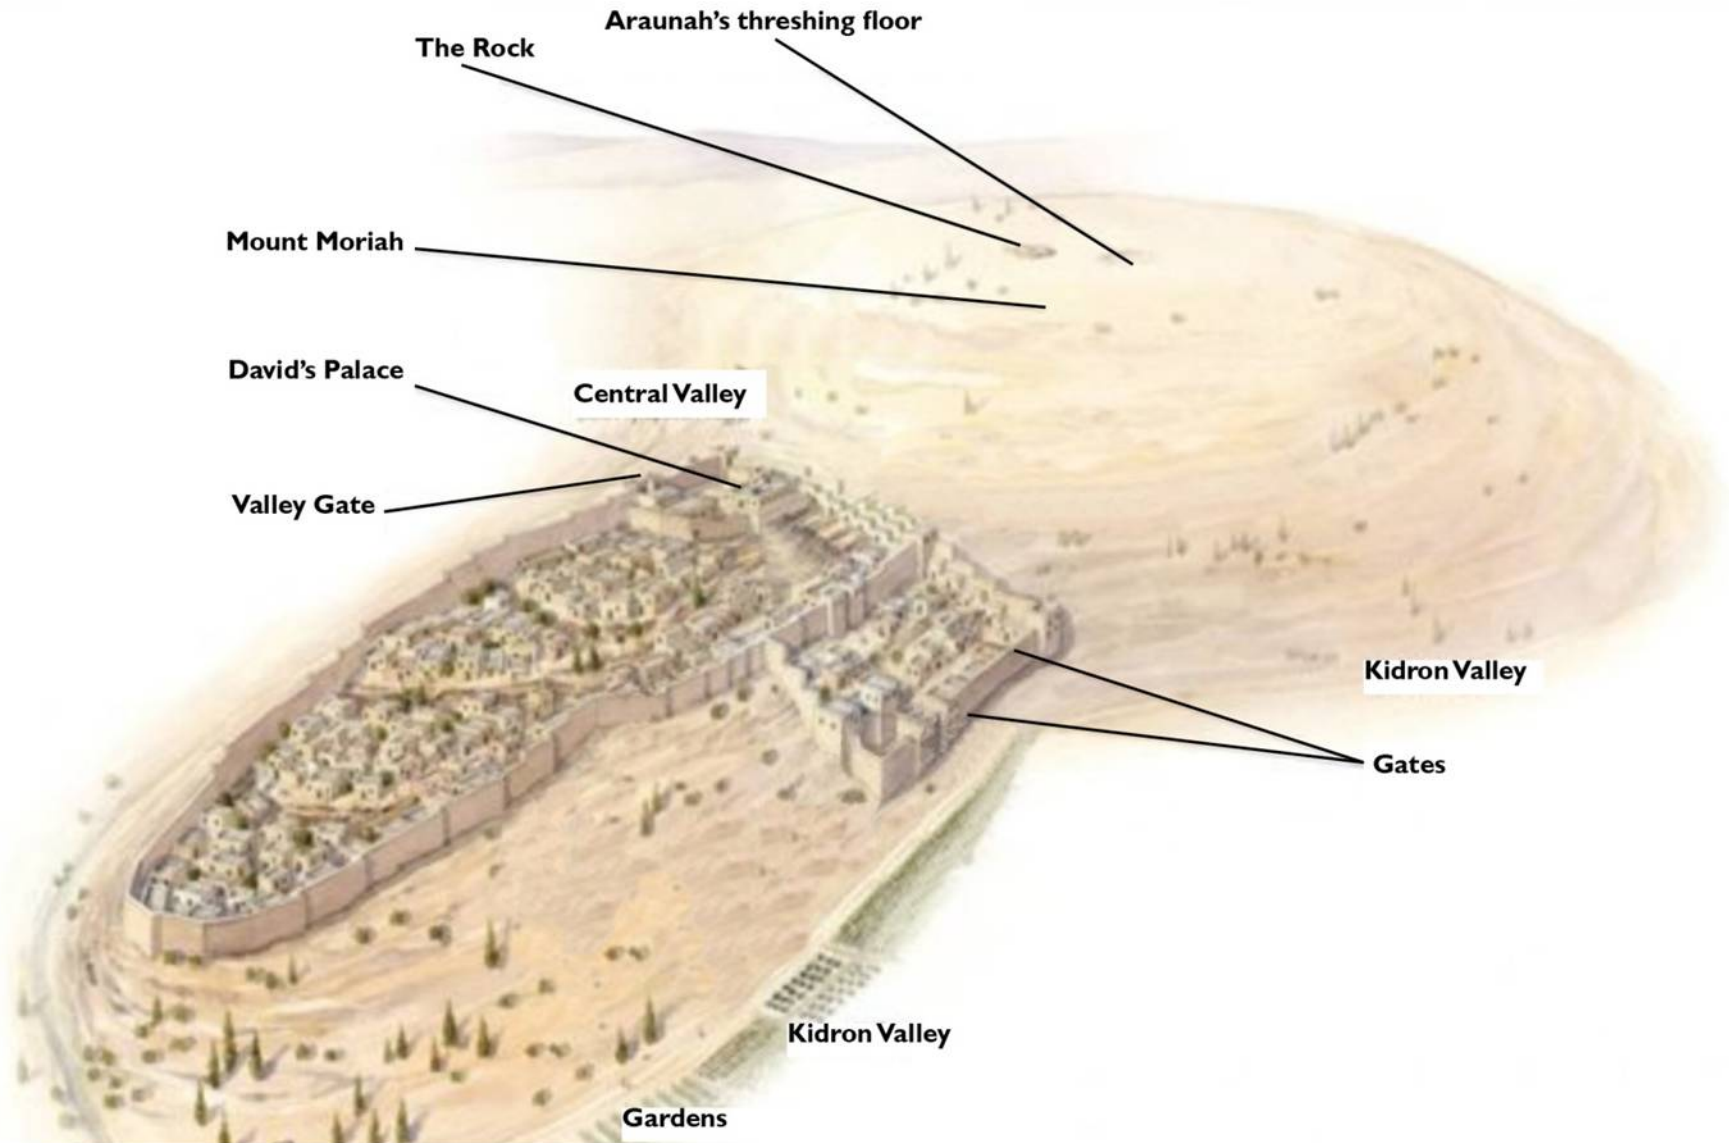 Araunah’s threshing floor
The Rock
Mount Moriah
David’s Palace
Central Valley
Valley Gate
Kidron Valley
Gates
Kidron Valley
Gardens